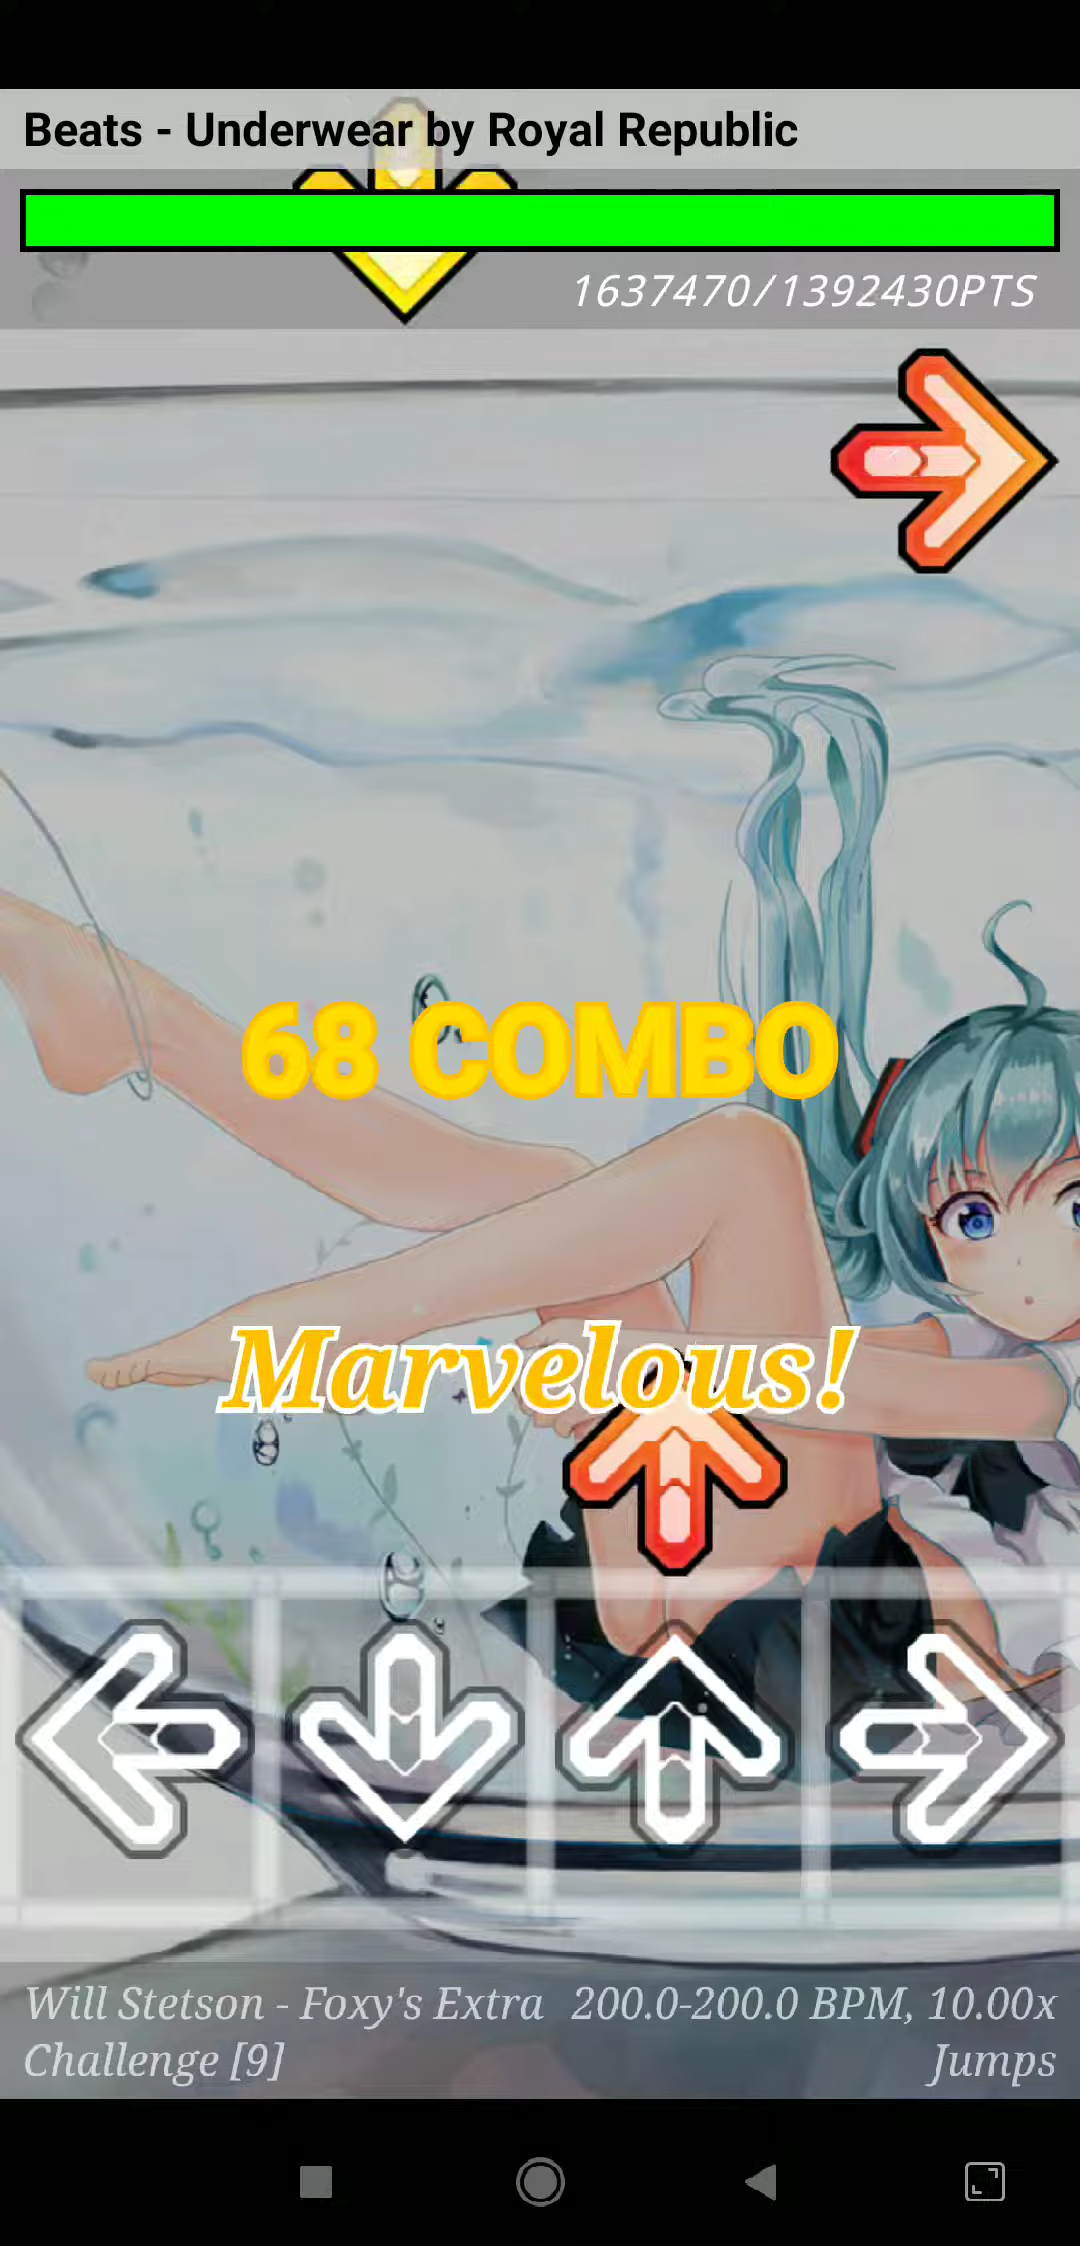 Beats - Underwear by Royal Republic
1637470/1392430PTS
68 COMBO
Marvelous!
Will Stetson - Foxy's Extra 200.0-200.0 BPM, 10.00x
Challenge [9] Jumps